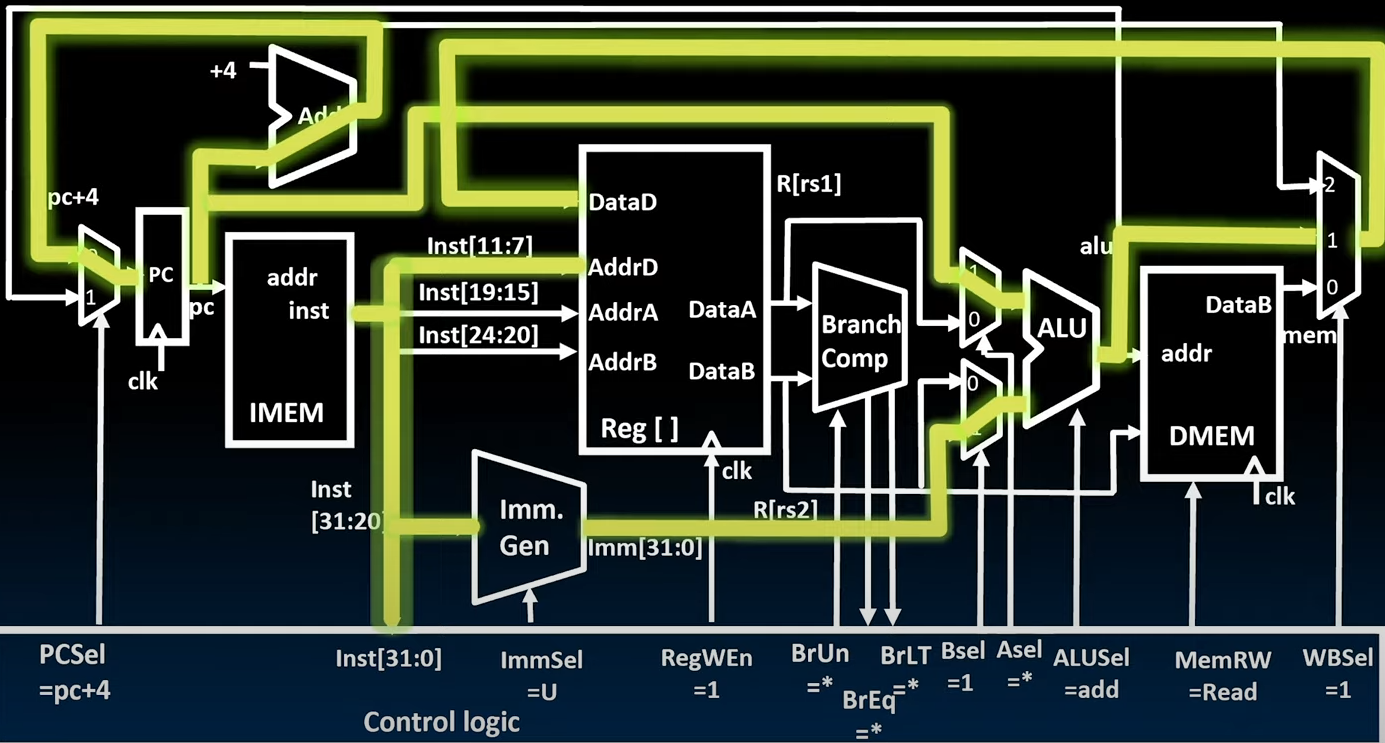 +4
Add
pc+4
1
PC
pc
clk
addr
inst
IMEM
Inst[11:7]
Inst[19:15]
Inst[24:20]
DataD
AddrD
AddrA
AddrB
DataA
DataB
Reg [ ]
clk
R[rs1]
R[rs2]
Branch
Comp
Inst
[31:20]
Imm.
Gen
Imm[31:0]
1
0
0
ALU
alu
DataB
addr
DMEM
clk
mem
2
1
0
PCSel
=pc+4
Inst[31:0]
ImmSel
=U
RegWEn
=1
BrUn
=*
BrEq
=*
BrLT
=*
Bsel
=1
Asel
=*
ALUSel
=add
MemRW
=Read
WBSel
=1
Control logic